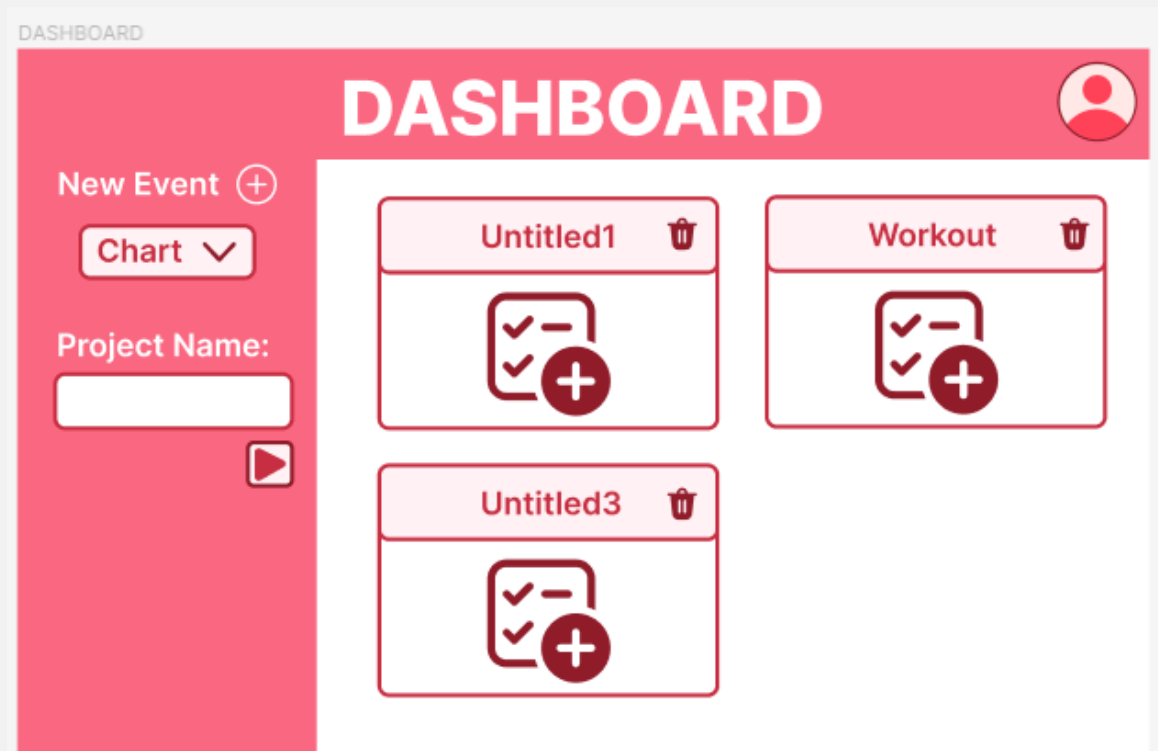 DASHBOARD
DASHBOARD
New Event
Chart
Project Name:
Untitled1
Workout
Untitled3